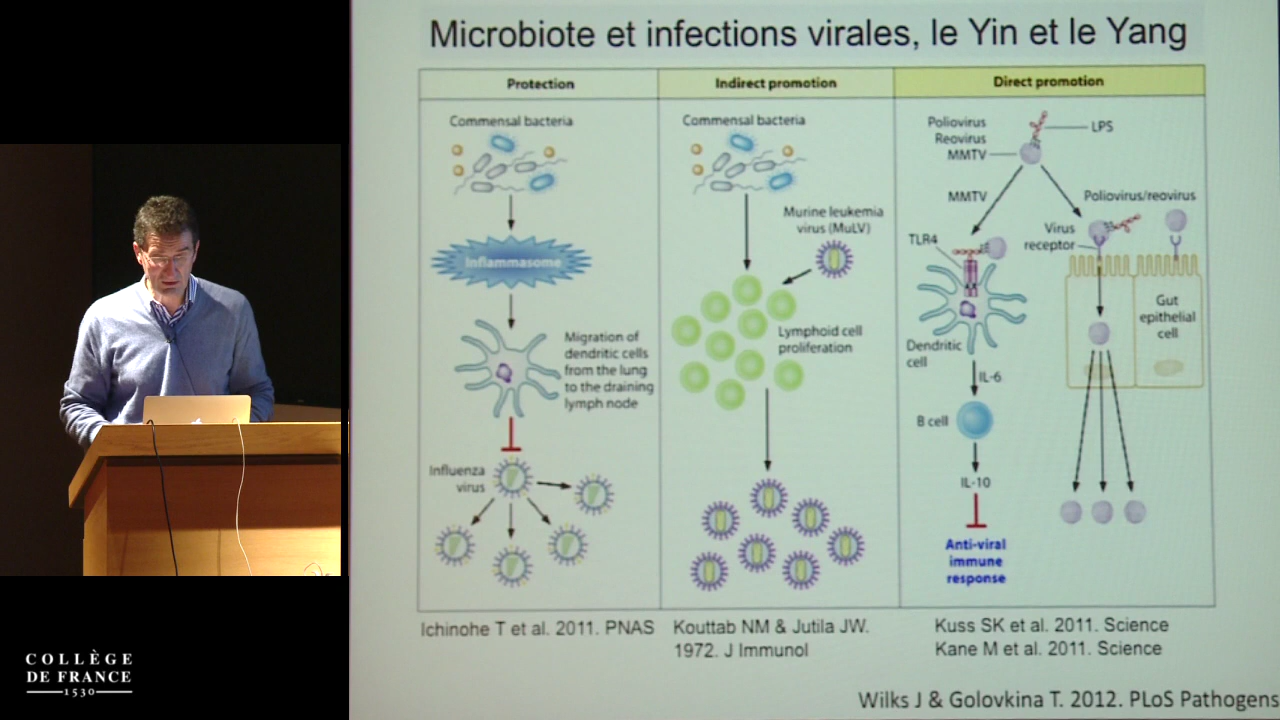 Microbiote et infections virales, le Yin et le Yang
Protection
Indirect promotion
Direct promotion
Commensal bacteria
Inflammasome
Migration of
dendritic cells
from the lung
to the draining
lymph node
Influenza
virus
Commensal bacteria
Murine leukemia
virus (MuLV)
Lymphoid cell
proliferation
Poliovirus
Reovirus
MMTV
LPS
MMTV
Poliovirus/reovirus
TLR4
Virus
receptor
Dendritic
cell
Gut
epithelial
cell
IL-6
B cell
IL-10
Anti-viral
immune
response
Ichinohe T et al. 2011. PNAS
Kouttab NM & Jutila JW.
1972. J Immunol
Kuss SK et al. 2011. Science
Kane M et al. 2011. Science
Wilks J & Golovkina T. 2012. PLoS Pathogens
COLLÈGE
DE FRANCE
1530